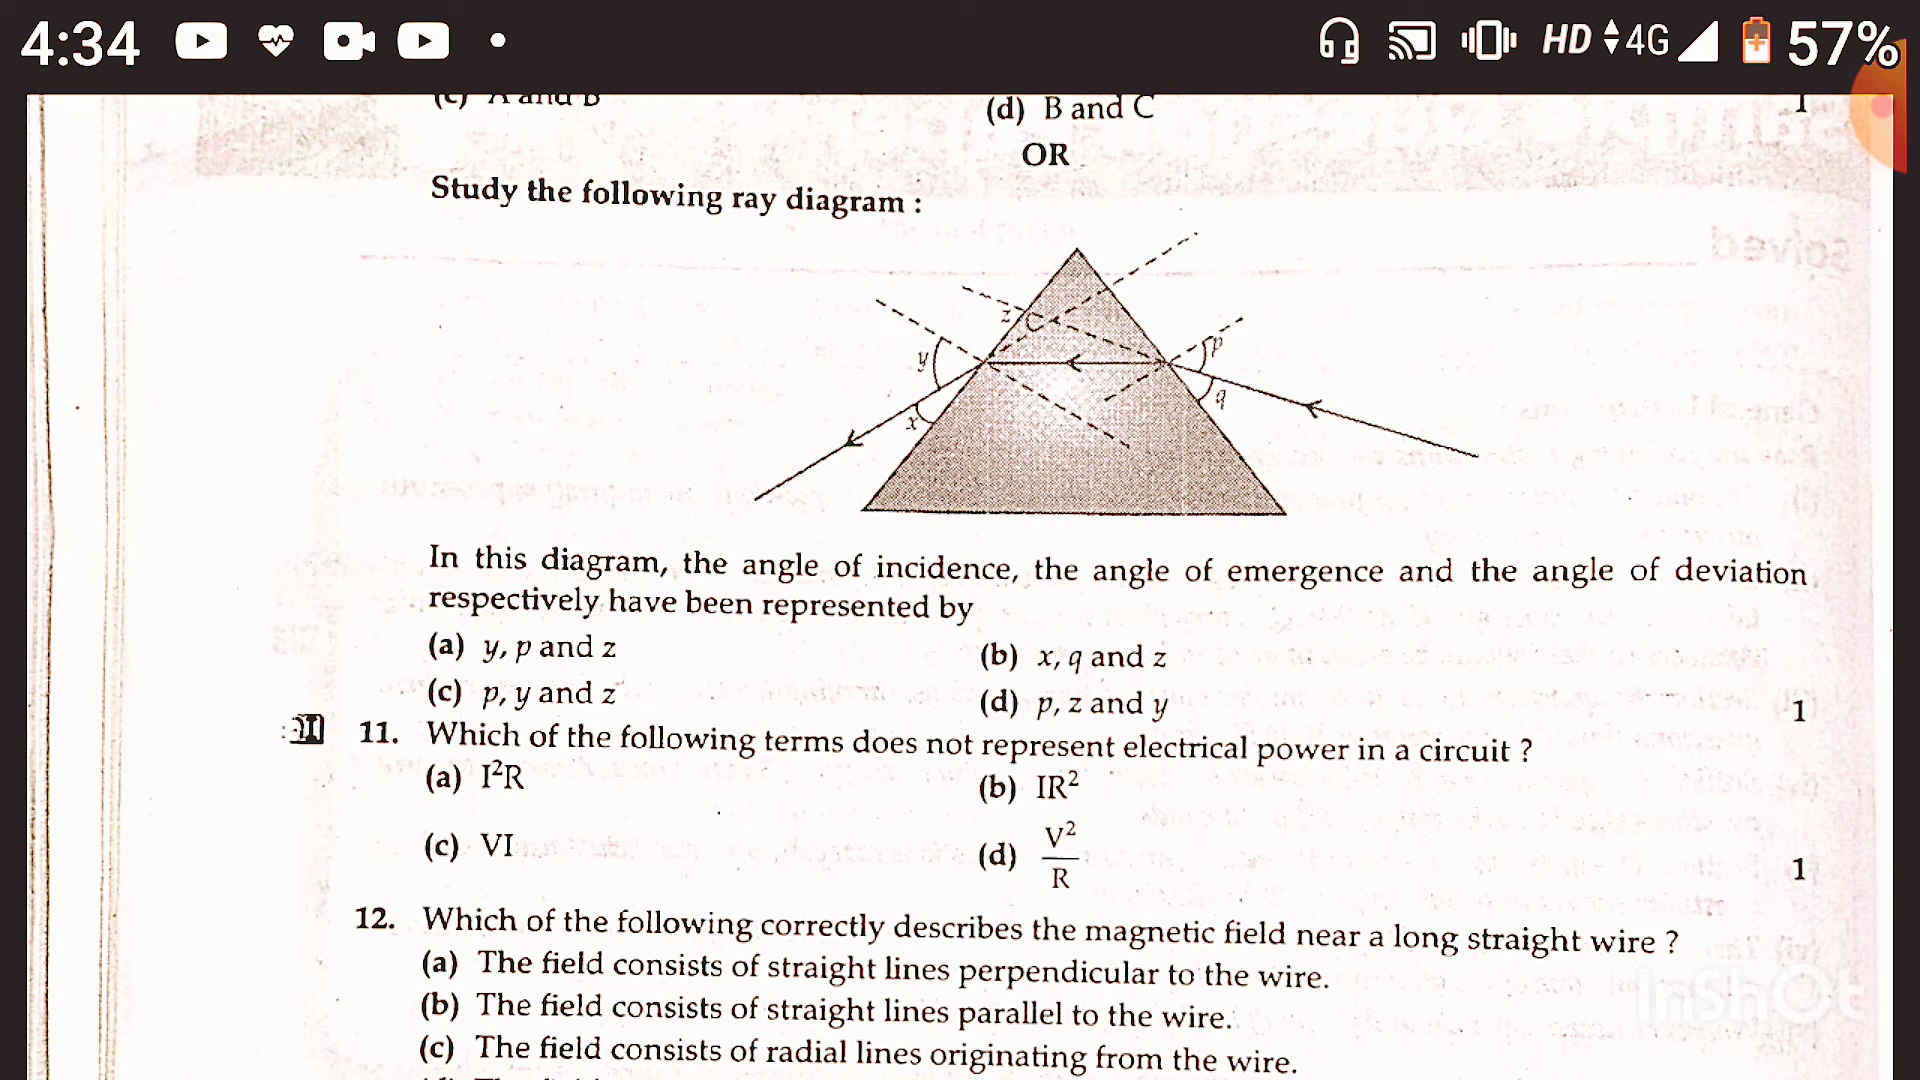 4:34 HD 4G 57%
(c) A and B (d) B and C 1
OR
Study the following ray diagram :
z
y
p
x
q
In this diagram, the angle of incidence, the angle of emergence and the angle of deviation
respectively have been represented by
(a) y, p and z (b) x, q and z
(c) p, y and z (d) p, z and y 1
11. Which of the following terms does not represent electrical power in a circuit ?
(a) I²R (b) IR²
(c) VI (d) V²
R 1
12. Which of the following correctly describes the magnetic field near a long straight wire ?
(a) The field consists of straight lines perpendicular to the wire.
(b) The field consists of straight lines parallel to the wire.
InShOt
(c) The field consists of radial lines originating from the wire.